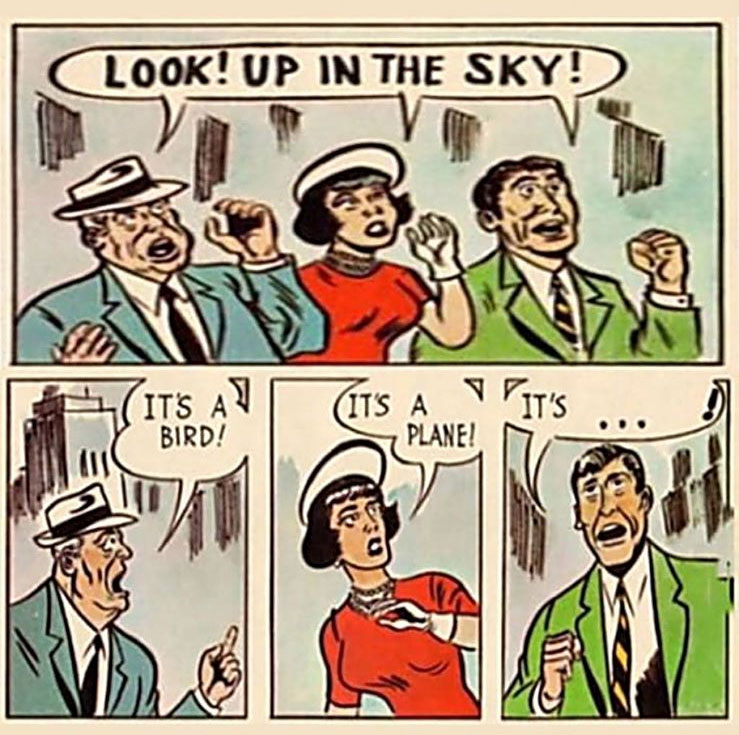 LOOK! UP IN THE SKY!
IT'S A
BIRD!
IT'S A
PLANE!
IT'S ... !